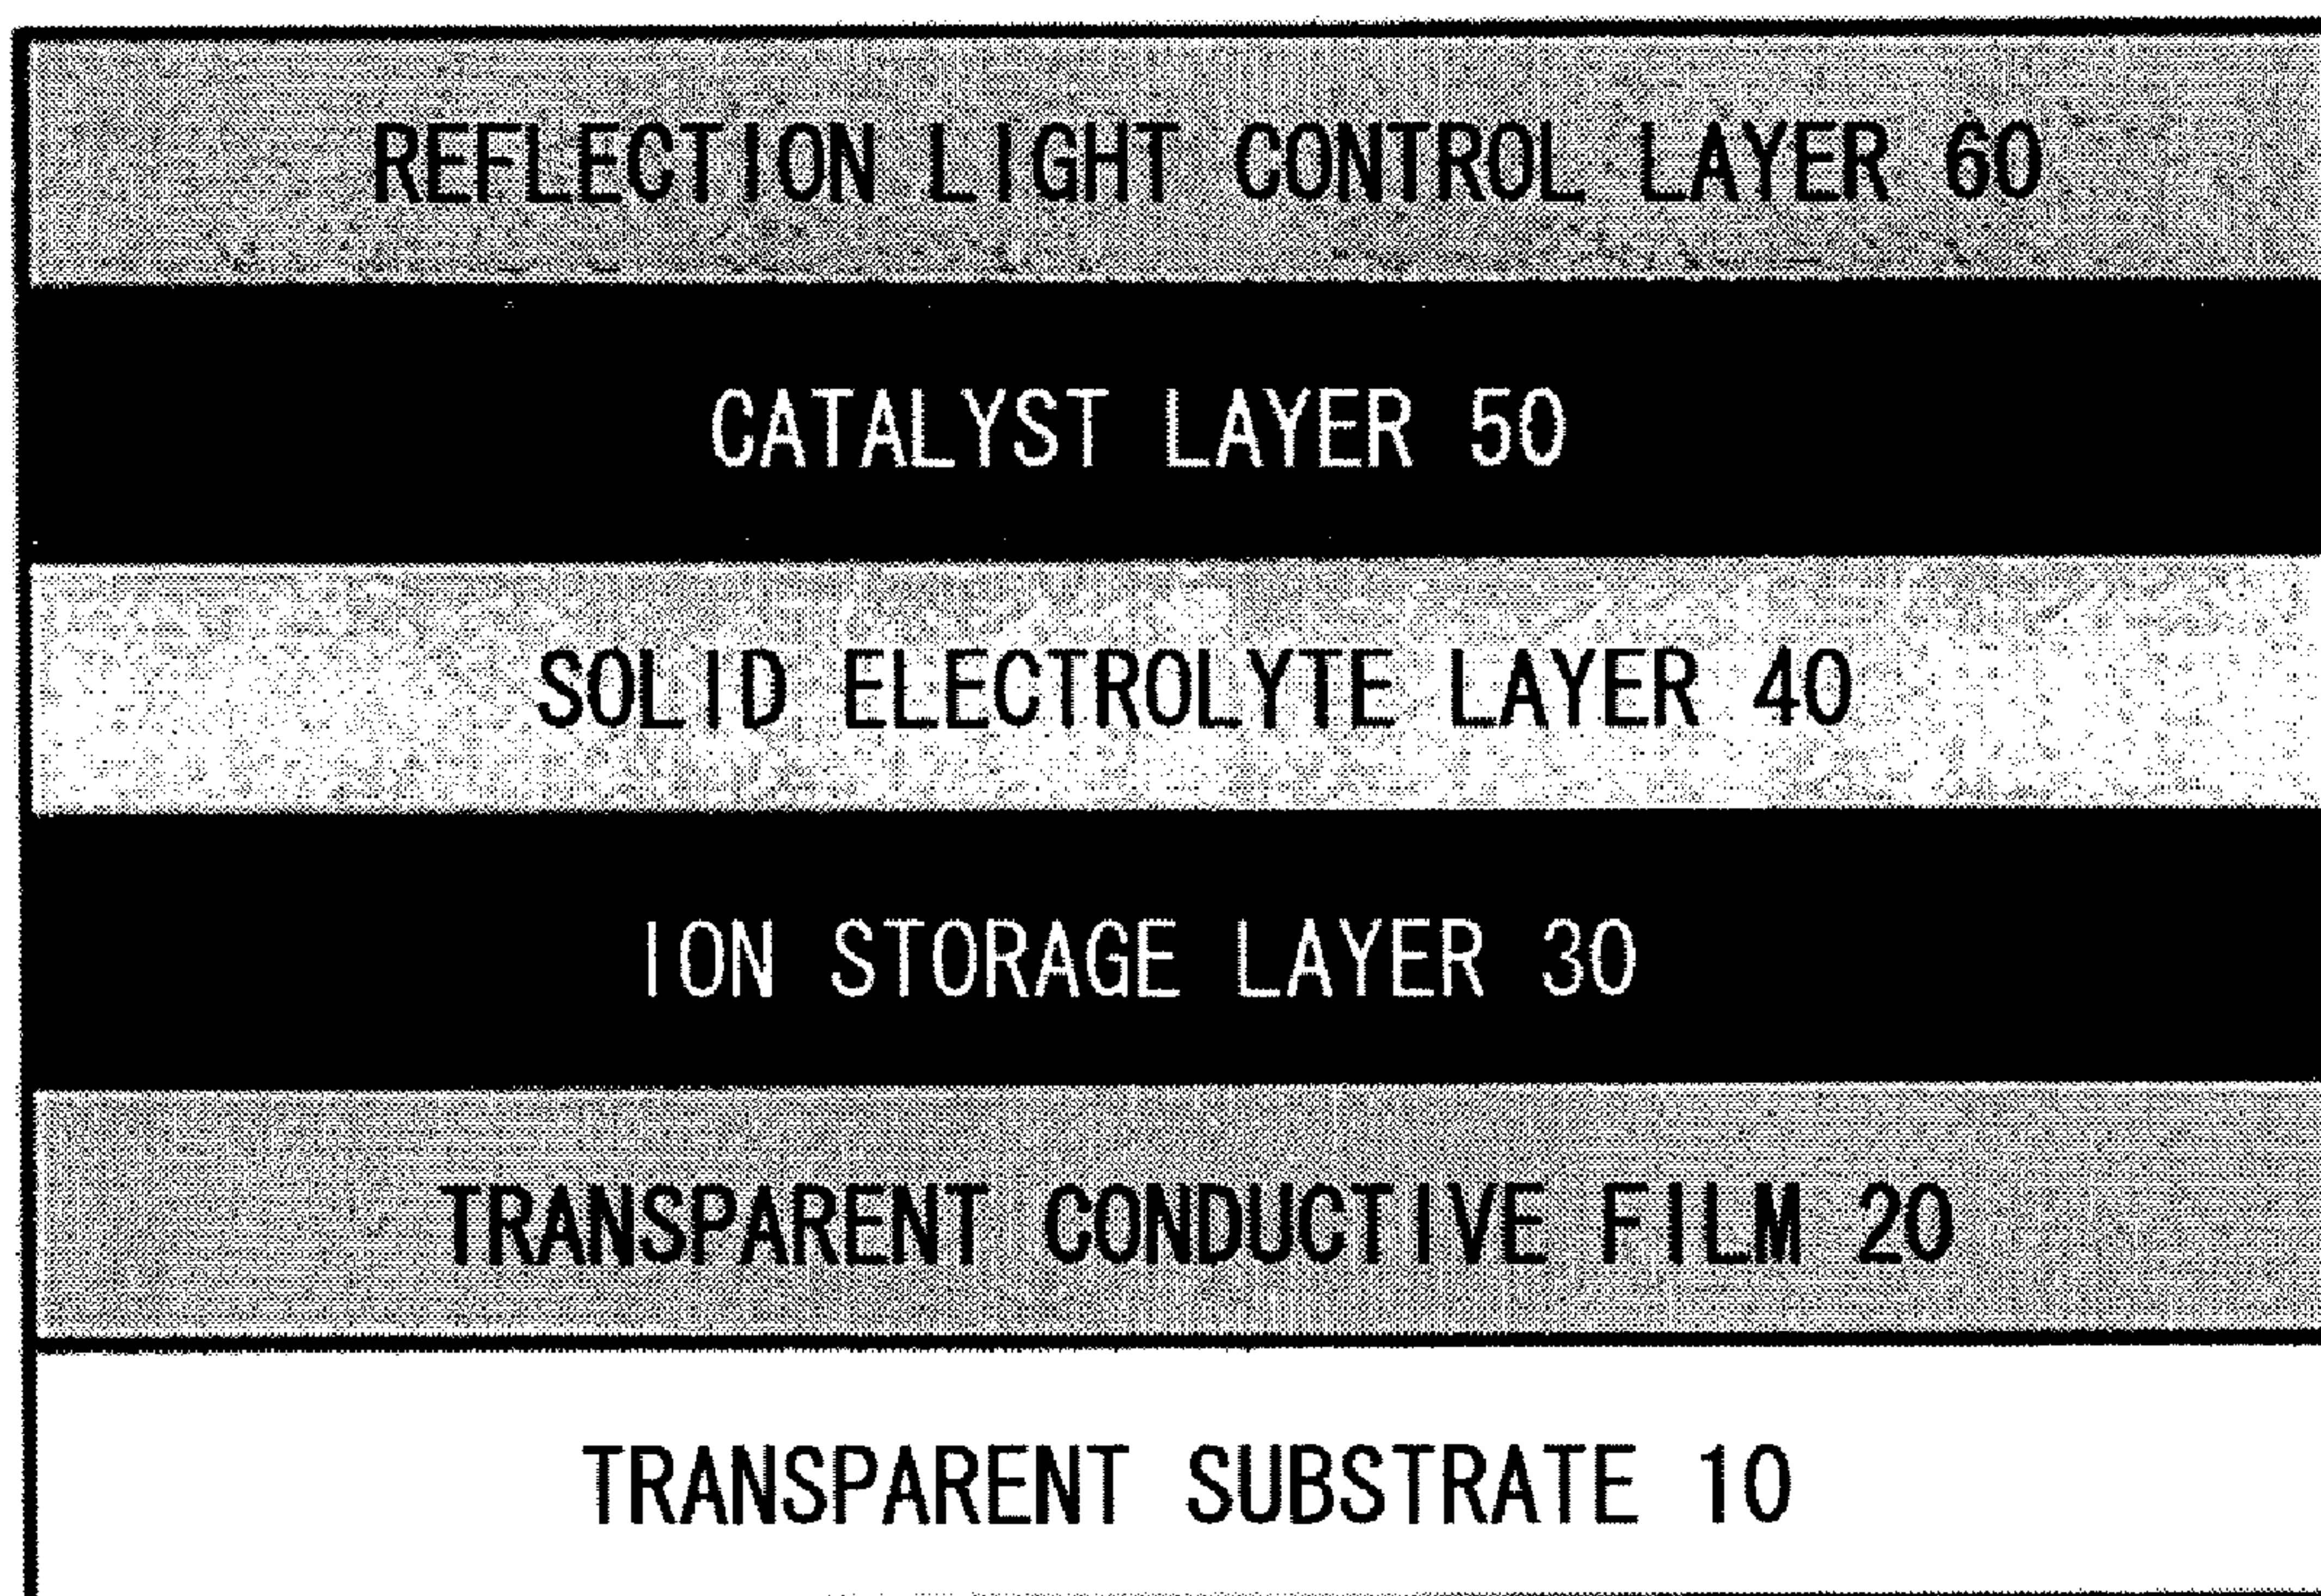 REFLECTION LIGHT CONTROL LAYER 60
CATALYST LAYER 50
SOLID ELECTROLYTE LAYER 40
ION STORAGE LAYER 30
TRANSPARENT CONDUCTIVE FILM 20
TRANSPARENT SUBSTRATE 10